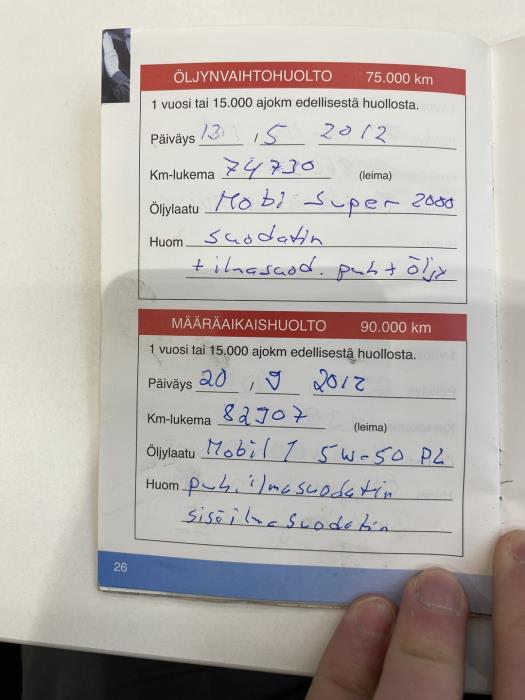 ÖLJYNVAIHTOHUOLTO 75.000 km
1 vuosi tai 15.000 ajokm edellisestä huollosta.
Päiväys 13. 5 2012
Km-lukema 74730 (leima)
Öljylaatu Mobil Super 2000
Huom suodatin
+ ilmasuod. puh + öljy
MÄÄRÄAIKAISHUOLTO 90.000 km
1 vuosi tai 15.000 ajokm edellisestä huollosta.
Päiväys 20 . 9 2012
Km-lukema 82907 (leima)
Öljylaatu Mobil 1 5w-50 PL
Huom puh. ilmasuodatin
sisäilmasuodatin
26